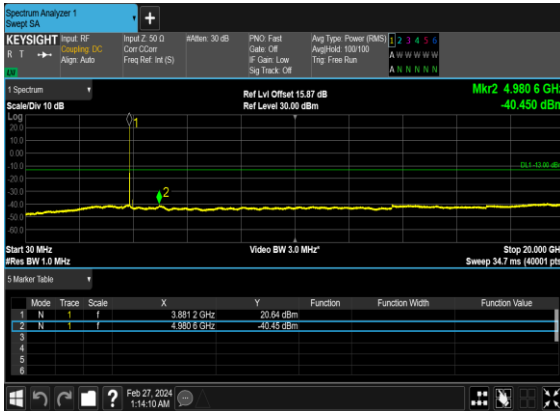 Spectrum Analyzer 1
Swept SA
+
KEYSIGHT Input: RF Input Z: 50 Ω #Atten: 30 dB PNO: Fast Avg Type: Power (RMS) 1 2 3 4 5 6
R T Coupling: DC Corr CCorr Gate: Off Avg|Hold: 100/100 A W W W W W
Align: Auto Freq Ref: Int (S) IF Gain: Low Trig: Free Run
Sig Track: Off A N N N N N
1 Spectrum Ref Lvl Offset 15.87 dB Mkr2 4.980 6 GHz
Scale/Div 10 dB Ref Level 30.00 dBm -40.450 dBm
Log
20.0
10.0
0.00
-10.0
-20.0
-30.0
-40.0
-50.0
-60.0
1
2
DL1 -13.00 dBm
Start 30 MHz Video BW 3.0 MHz* Stop 20.000 GHz
#Res BW 1.0 MHz Sweep 34.7 ms (40001 pts)
5 Marker Table
Mode Trace Scale X Y Function Function Width Function Value
1 N 1 f 3.881 2 GHz 20.64 dBm
2 N 1 f 4.980 6 GHz -40.45 dBm
3
4
5
6
? Feb 27, 2024
1:14:10 AM